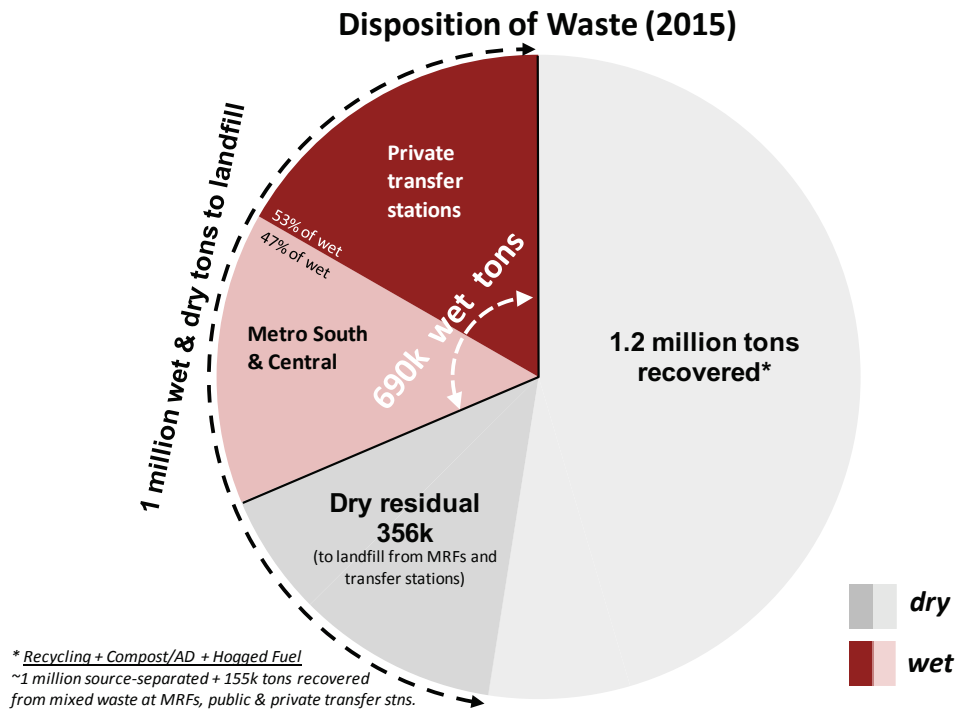 Disposition of Waste (2015)
1 million wet & dry tons to landfill
Private
transfer
stations
53% of wet
47% of wet
690k wet tons
Metro South
& Central
1.2 million tons
recovered*
Dry residual
356k
(to landfill from MRFs and
transfer stations)
dry
wet
* Recycling + Compost/AD + Hogged Fuel
~1 million source-separated + 155k tons recovered
from mixed waste at MRFs, public & private transfer stns.